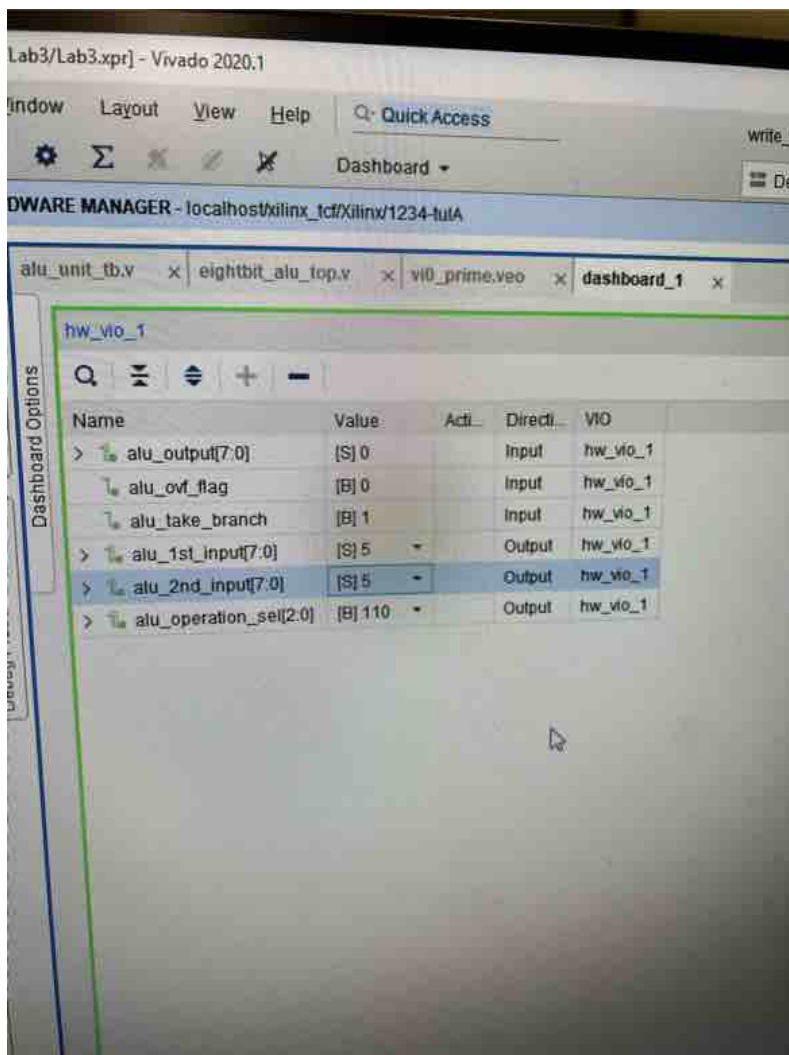 Lab3/Lab3.xpr] - Vivado 2020.1
indow Layout View Help Quick Access
write_
Dashboard
De
DWARE MANAGER - localhost/xilinx_tcf/Xilinx/1234-tulA
alu_unit_tb.v × eightbit_alu_top.v × vi0_prime.veo × dashboard_1 ×
Dashboard Options
hw_vio_1
Name Value Acti... Directi... VIO
alu_output[7:0] [S] 0 Input hw_vio_1
alu_ovf_flag [B] 0 Input hw_vio_1
alu_take_branch [B] 1 Input hw_vio_1
alu_1st_input[7:0] [S] 5 Output hw_vio_1
alu_2nd_input[7:0] [S] 5 Output hw_vio_1
alu_operation_sel[2:0] [B] 110 Output hw_vio_1